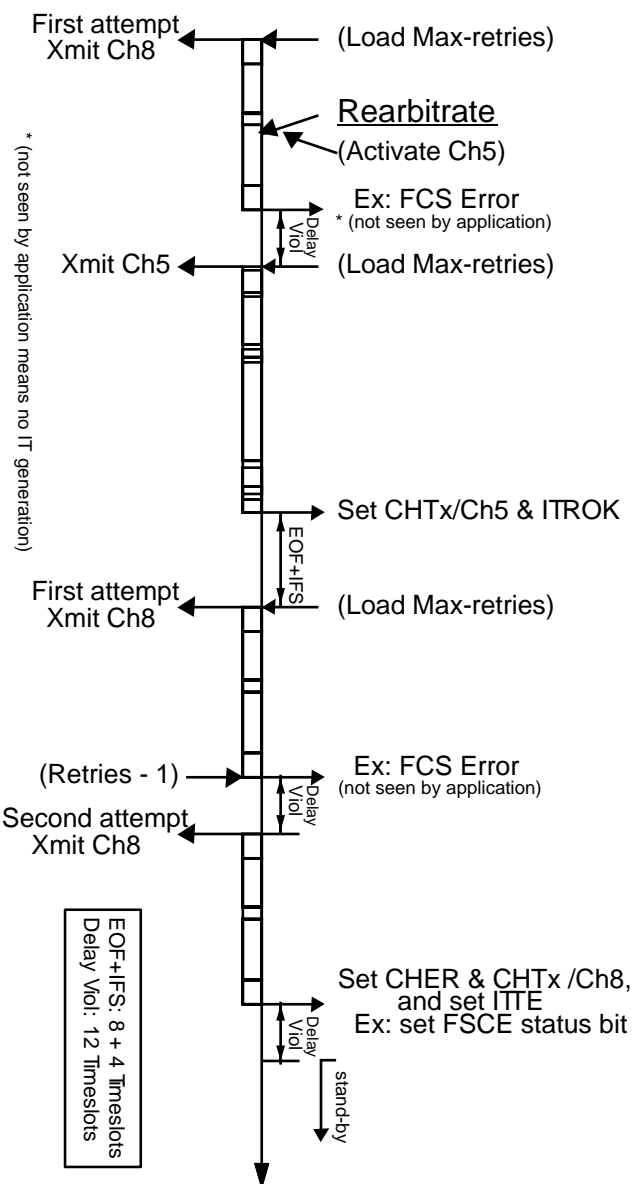 First attempt
Xmit Ch8
(Load Max-retries)
Rearbitrate
(Activate Ch5)
* (not seen by application means no IT generation)
Ex: FCS Error
* (not seen by application)
Delay
Viol
Xmit Ch5
(Load Max-retries)
Set CHTx/Ch5 & ITROK
EOF+IFS
First attempt
Xmit Ch8
(Load Max-retries)
(Retries - 1)
Ex: FCS Error
(not seen by application)
Delay
Viol
Second attempt
Xmit Ch8
Set CHER & CHTx /Ch8,
and set ITTE
Ex: set FSCE status bit
Delay
Viol
stand-by
EOF+IFS: 8 + 4 Timeslots
Delay Viol: 12 Timeslots